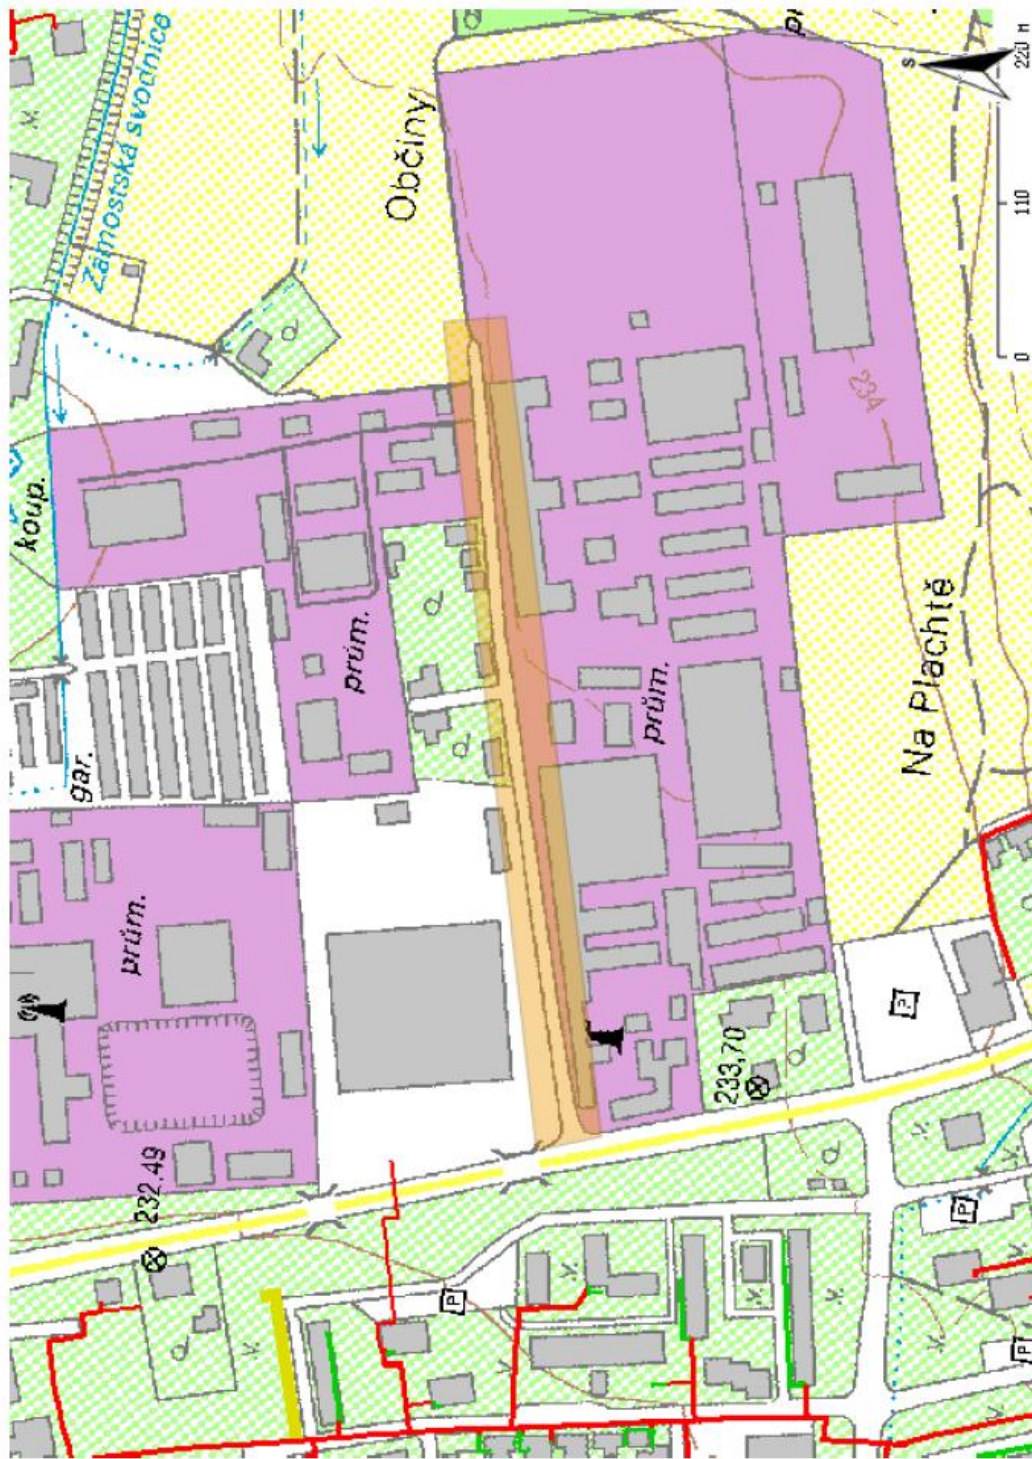 Zámostská svodnice
koup.
Občiny
gar.
prům.
prům.
prům.
232.49
233,70
234
Na Plachtě
P
P
P
P
S
0
110
220 m